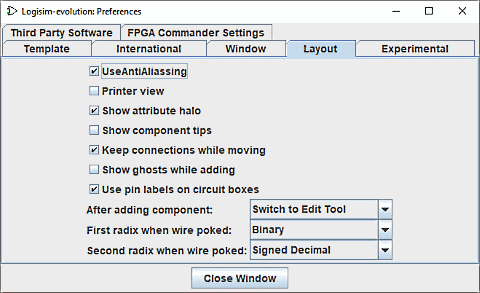 Logisim-evolution: Preferences
Third Party Software FPGA Commander Settings
Template International Window Layout Experimental
UseAntiAliassing
Printer view
Show attribute halo
Show component tips
Keep connections while moving
Show ghosts while adding
Use pin labels on circuit boxes
After adding component: Switch to Edit Tool
First radix when wire poked: Binary
Second radix when wire poked: Signed Decimal
Close Window